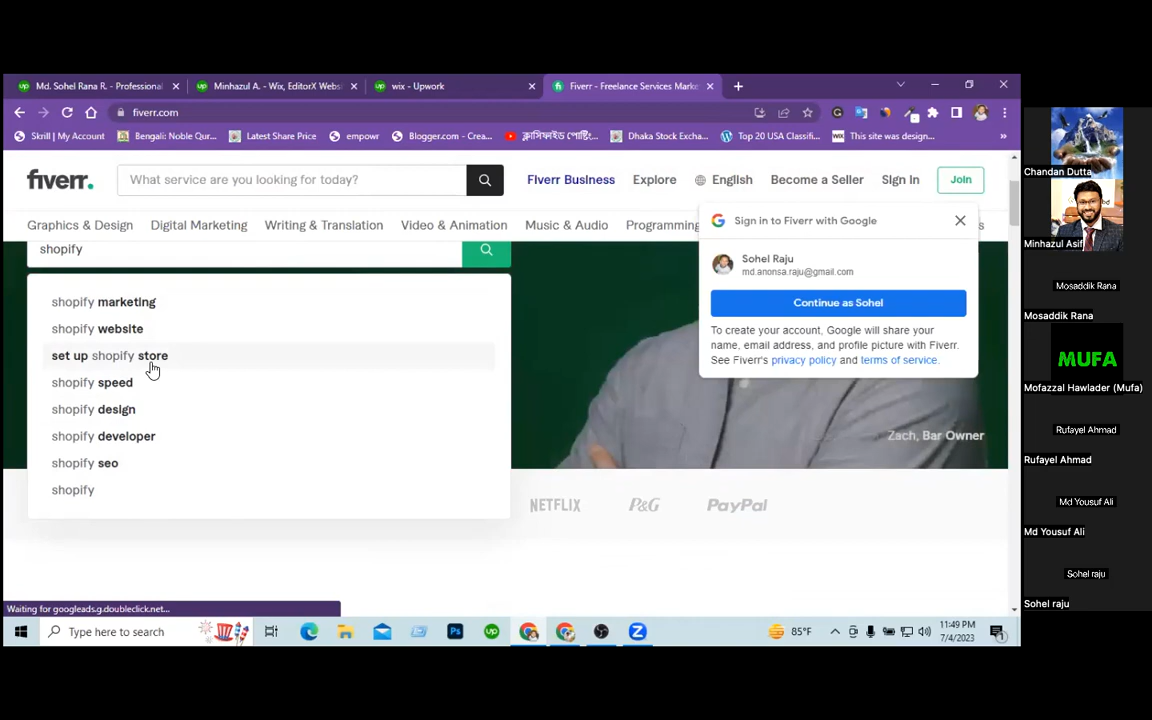 Md. Sohel Rana R. - Professional
Minhazul A. - Wix, EditorX Webs
wix - Upwork
Fiverr - Freelance Services Marke
fiverr.com
Skrill | My Account
Bengali: Noble Qur...
Latest Share Price
empowr
Blogger.com - Crea...
ক্লাসিফাইড পোষ্টিং...
Dhaka Stock Excha...
Top 20 USA Classifi...
This site was design...
fiverr.
What service are you looking for today?
Fiverr Business
Explore
English
Become a Seller
Sign In
Join
Graphics & Design
Digital Marketing
Writing & Translation
Video & Animation
Music & Audio
Programming
s
Sign in to Fiverr with Google
Sohel Raju
md.anonsa.raju@gmail.com
Continue as Sohel
To create your account, Google will share your
name, email address, and profile picture with Fiverr.
See Fiverr's privacy policy and terms of service.
shopify
shopify marketing
shopify website
set up shopify store
shopify speed
shopify design
shopify developer
shopify seo
shopify
Zach, Bar Owner
NETFLIX
P&G
PayPal
Waiting for googleads.g.doubleclick.net...
Type here to search
Ps
up
85°F
11:49 PM
7/4/2023
Chandan Dutta
Minhazul Asif
Mosaddik Rana
Mosaddik Rana
MUFA
Mofazzal Hawlader (Mufa)
Rufayel Ahmad
Rufayel Ahmad
Md Yousuf Ali
Md Yousuf Ali
Sohel raju
Sohel raju